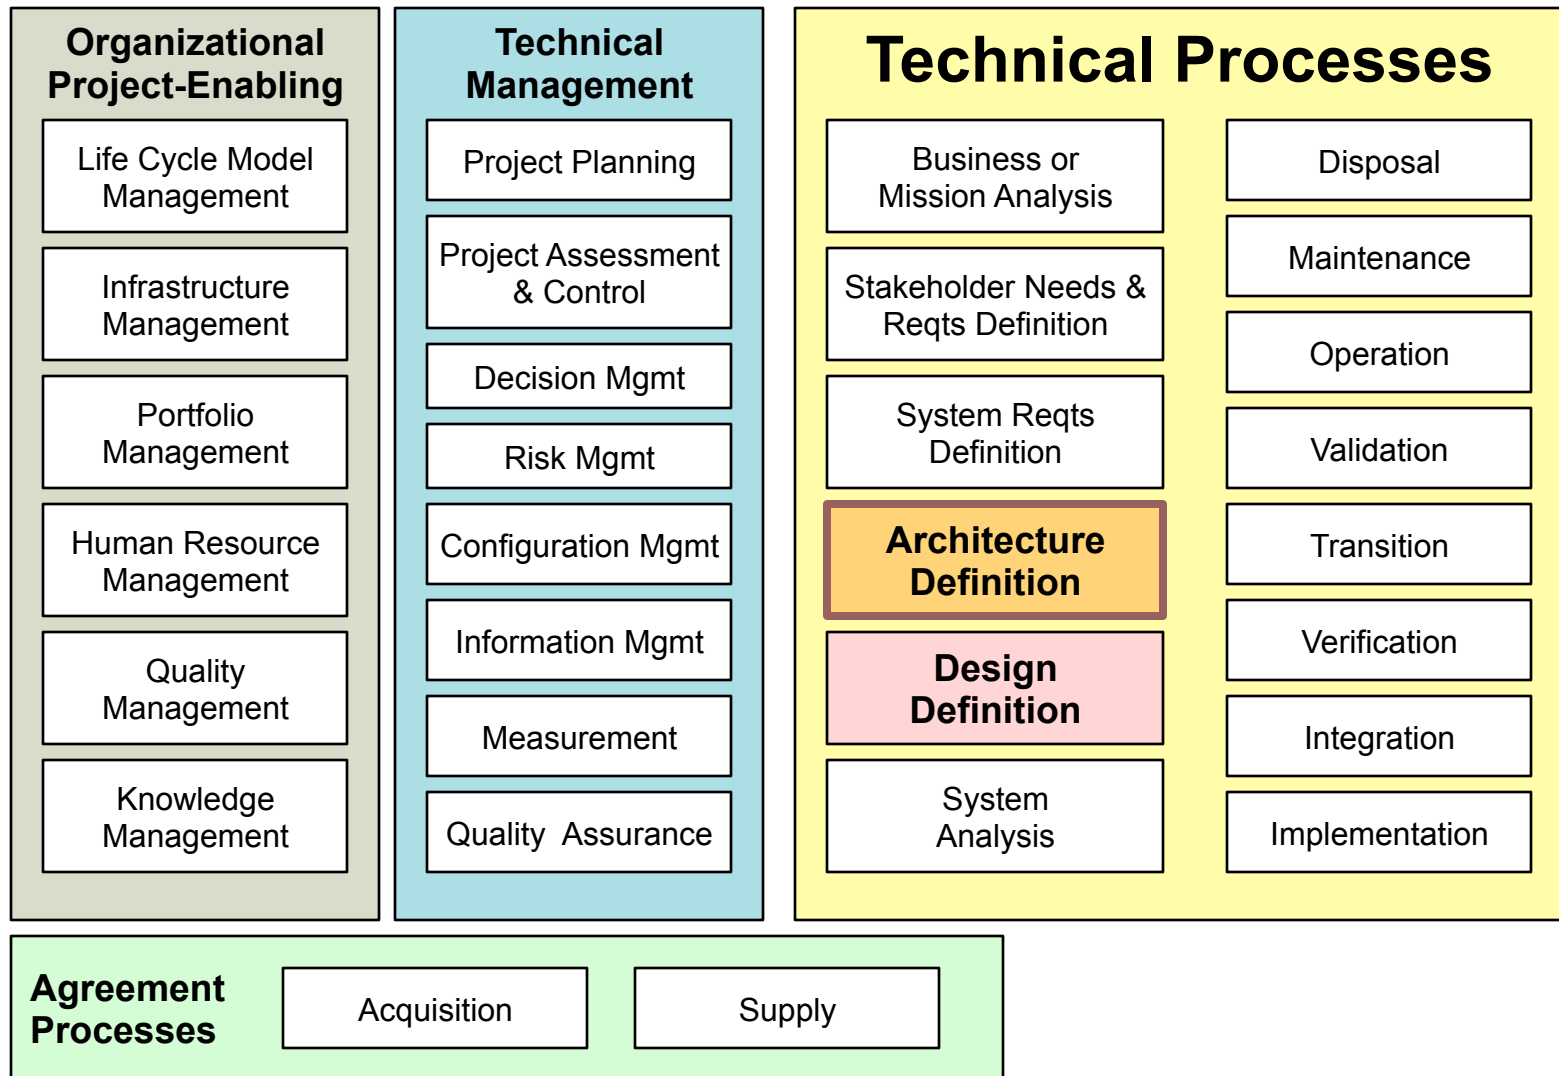 Organizational
Project-Enabling
Life Cycle Model
Management
Infrastructure
Management
Portfolio
Management
Human Resource
Management
Quality
Management
Knowledge
Management
Technical
Management
Project Planning
Project Assessment
& Control
Decision Mgmt
Risk Mgmt
Configuration Mgmt
Information Mgmt
Measurement
Quality  Assurance
Technical Processes
Business or
Mission Analysis
Stakeholder Needs &
Reqts Definition
System Reqts
Definition
Architecture
Definition
Design
Definition
System
Analysis
Disposal
Maintenance
Operation
Validation
Transition
Verification
Integration
Implementation
Agreement
Processes
Acquisition
Supply